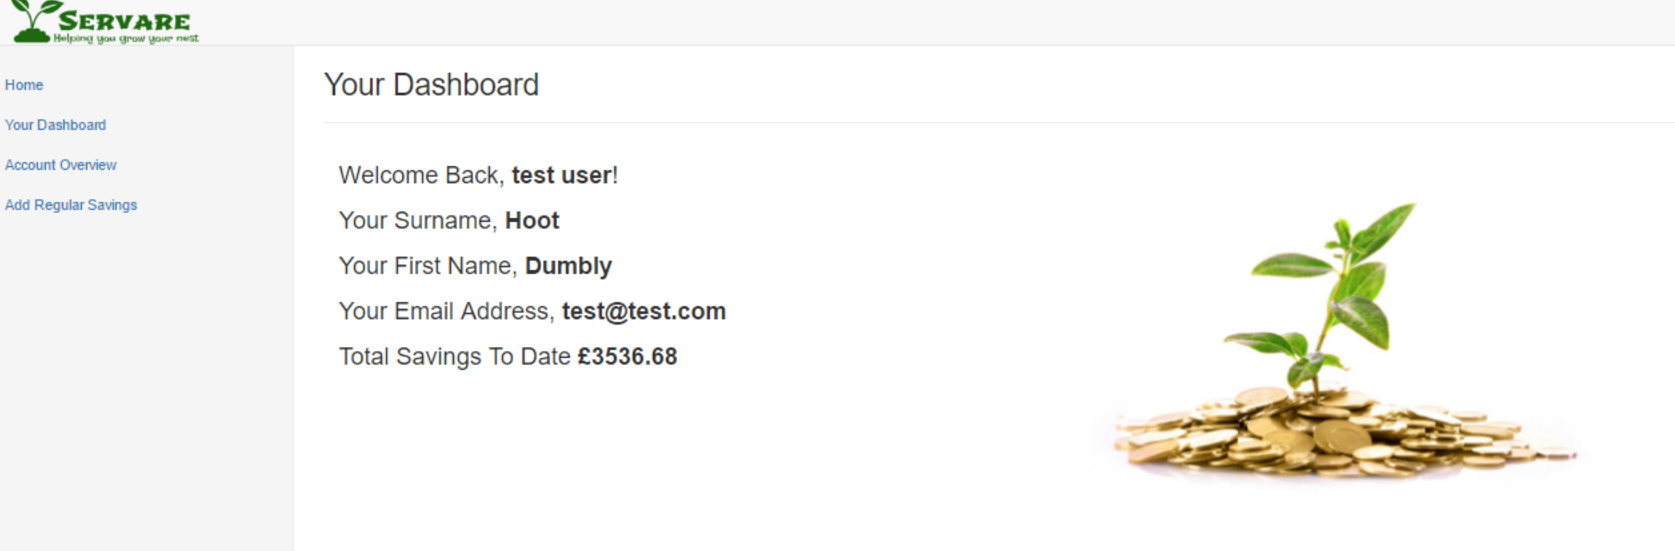 SERVARE
Helping you grow your nest
Home
Your Dashboard
Account Overview
Add Regular Savings
Your Dashboard
Welcome Back, test user!
Your Surname, Hoot
Your First Name, Dumbly
Your Email Address, test@test.com
Total Savings To Date £3536.68